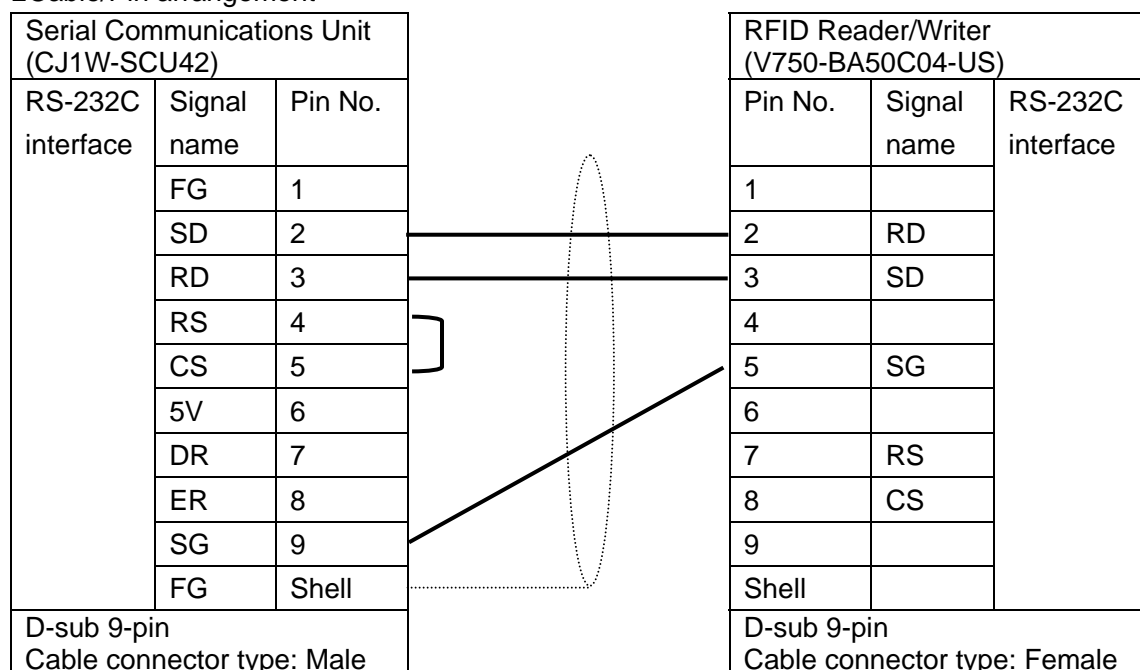 Cable/Pin arrangement
Serial Communications Unit
(CJ1W-SCU42)
RS-232C Signal Pin No.
interface name
FG 1
SD 2
RD 3
RS 4
CS 5
5V 6
DR 7
ER 8
SG 9
FG Shell
D-sub 9-pin
Cable connector type: Male
RFID Reader/Writer
(V750-BA50C04-US)
Pin No. Signal RS-232C
name interface
1
2 RD
3 SD
4
5 SG
6
7 RS
8 CS
9
Shell
D-sub 9-pin
Cable connector type: Female